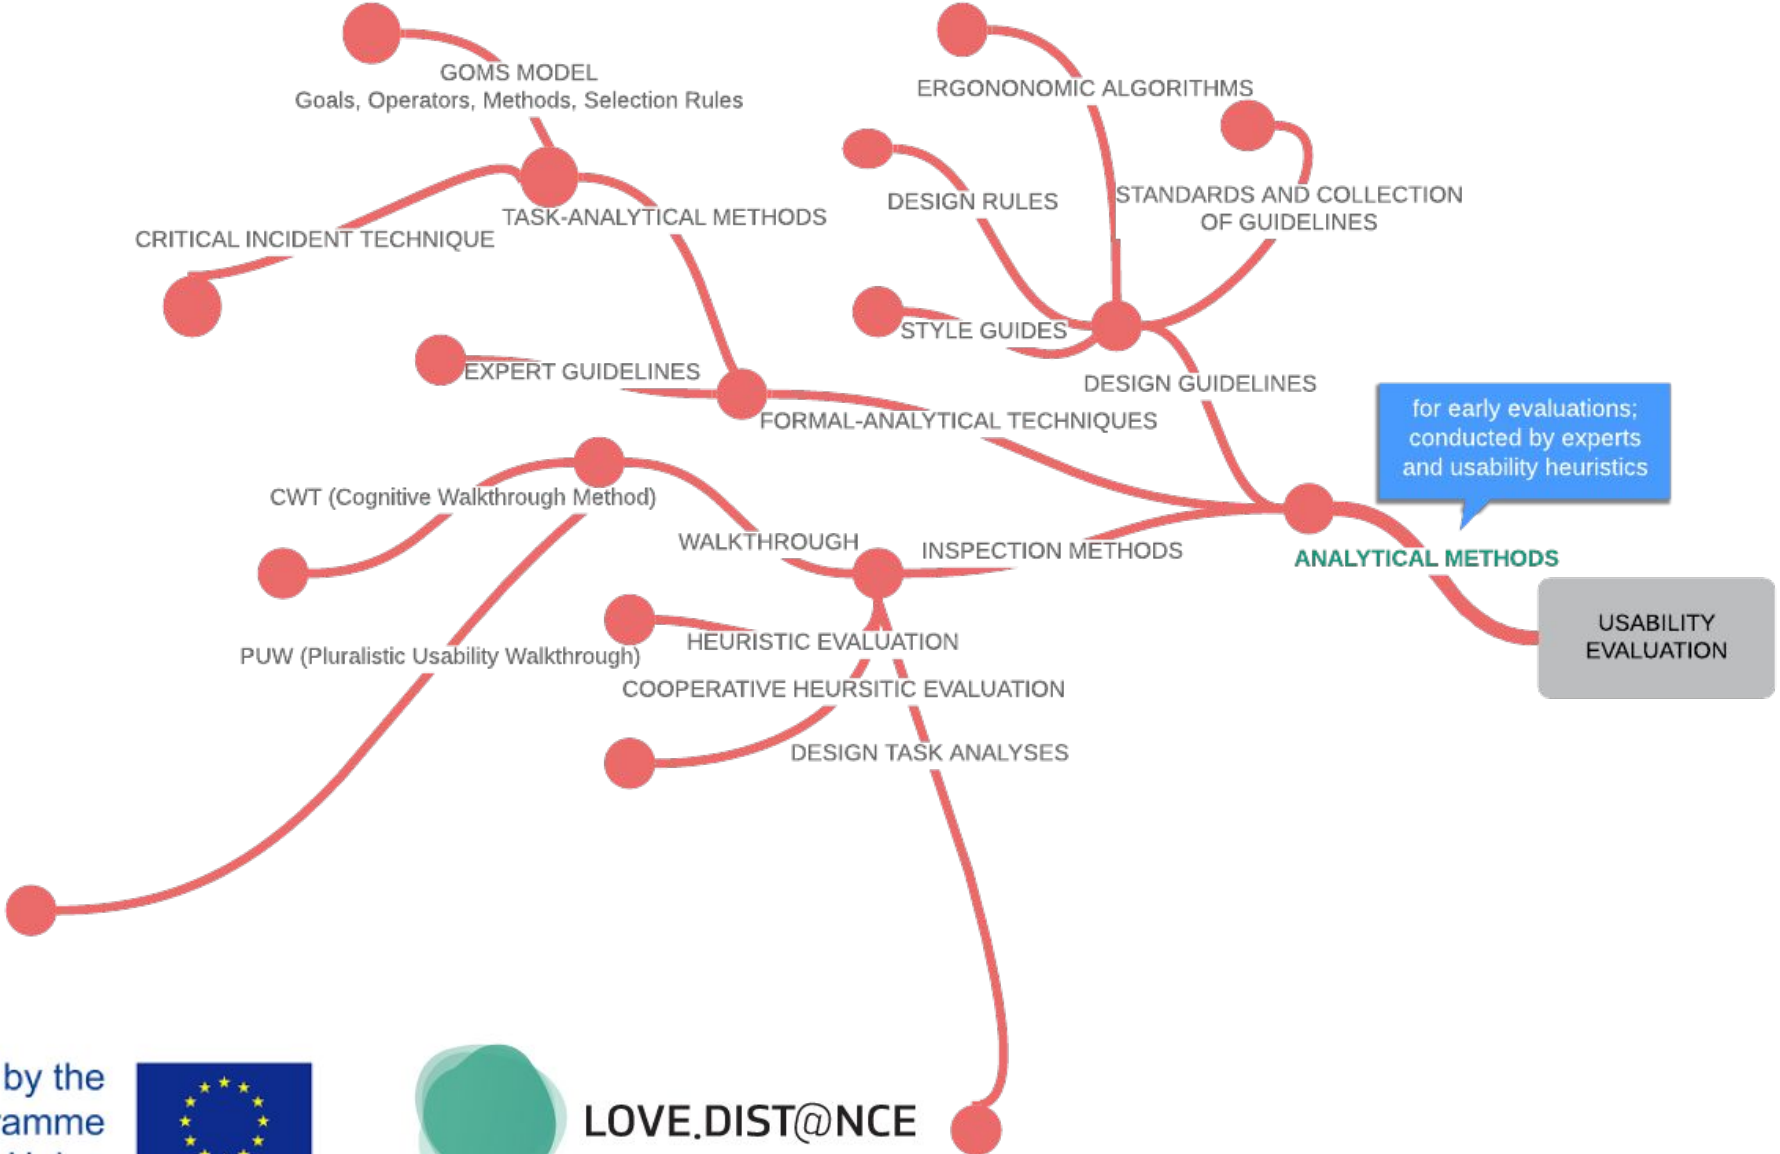 GOMS MODEL
Goals, Operators, Methods, Selection Rules
ERGONONOMIC ALGORITHMS
DESIGN RULES
STANDARDS AND COLLECTION
OF GUIDELINES
TASK-ANALYTICAL METHODS
CRITICAL INCIDENT TECHNIQUE
STYLE GUIDES
EXPERT GUIDELINES
DESIGN GUIDELINES
FORMAL-ANALYTICAL TECHNIQUES
for early evaluations;
conducted by experts
and usability heuristics
CWT (Cognitive Walkthrough Method)
WALKTHROUGH
INSPECTION METHODS
ANALYTICAL METHODS
USABILITY
EVALUATION
HEURISTIC EVALUATION
PUW (Pluralistic Usability Walkthrough)
COOPERATIVE HEURSITIC EVALUATION
DESIGN TASK ANALYSES
by the
ramme
LOVE.DIST@NCE